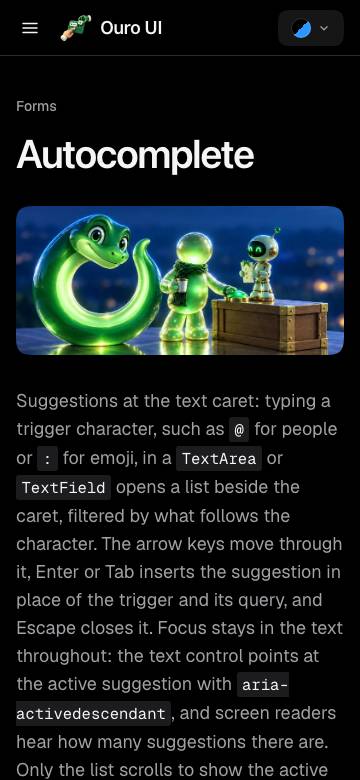 Ouro UI
Forms
Autocomplete
Suggestions at the text caret: typing a
trigger character, such as @ for people
or : for emoji, in a TextArea or
TextField opens a list beside the
caret, filtered by what follows the
character. The arrow keys move through
it, Enter or Tab inserts the suggestion in
place of the trigger and its query, and
Escape closes it. Focus stays in the text
throughout: the text control points at
the active suggestion with aria-
activedescendant, and screen readers
hear how many suggestions there are.
Only the list scrolls to show the active